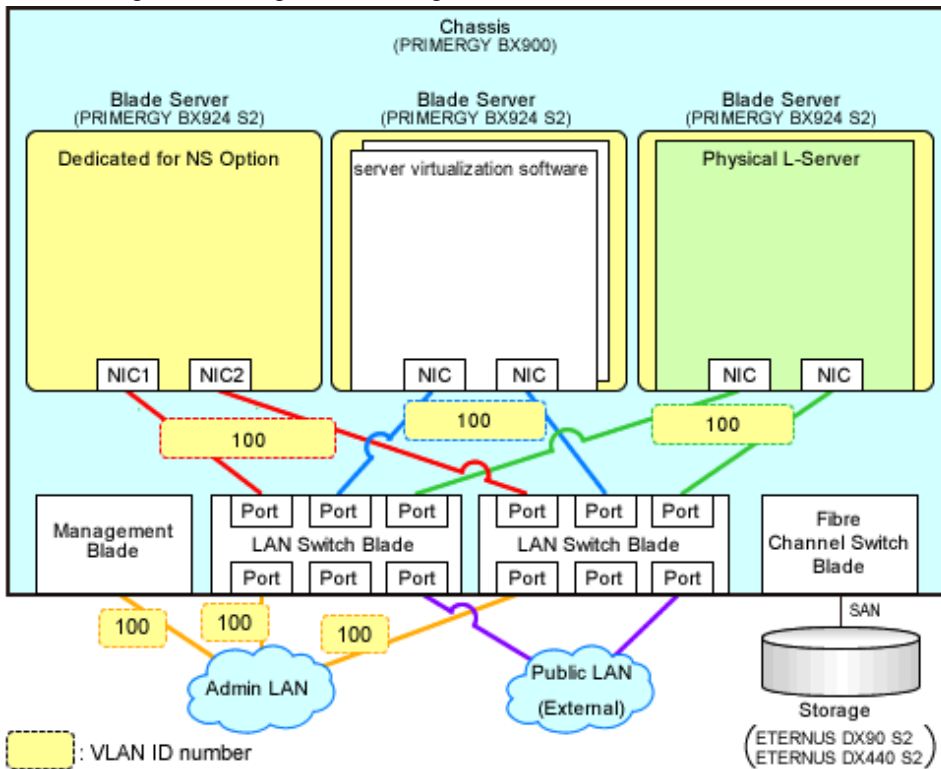 Chassis
(PRIMERGY BX900)
Blade Server
(PRIMERGY BX924 S2)
Blade Server
(PRIMERGY BX924 S2)
Blade Server
(PRIMERGY BX924 S2)
Dedicated for NS Option
server virtualization software
Physical L-Server
NIC1
NIC2
NIC
NIC
NIC
NIC
100
100
100
Management
Blade
Port
Port
Port
LAN Switch Blade
Port
Port
Port
Port
Port
Port
LAN Switch Blade
Port
Port
Port
Fibre
Channel Switch
Blade
100
100
100
SAN
Admin LAN
Public LAN
(External)
Storage
(ETERNUS DX90 S2
ETERNUS DX440 S2)
: VLAN ID number